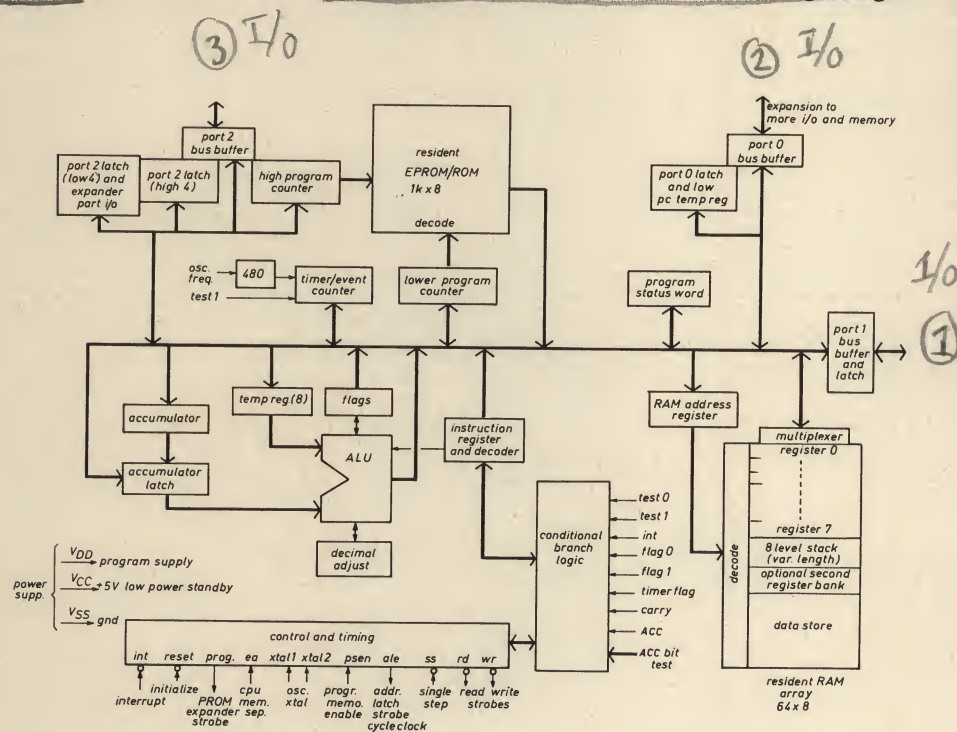 ③ I/O
② I/O
expansion to
more i/o and memory
port 2
bus buffer
port 0
bus buffer
port 2 latch
(low4) and
expander
part i/o
port 2 latch
(high 4)
high program
counter
resident
EPROM/ROM
1k x 8
decode
port 0 latch
and low
pc temp reg
osc.
freq.
480
test 1
timer/event
counter
lower program
counter
program
status word
I/O
①
port 1
bus
buffer
and
latch
accumulator
accumulator
latch
temp reg.(8)
flags
ALU
decimal
adjust
instruction
register
and decoder
RAM address
register
multiplexer
register 0
register 7
8 level stack
(var. length)
optional second
register bank
data store
decode
resident RAM
array
64 x 8
conditional
branch
logic
test 0
test 1
int
flag 0
flag 1
timer flag
carry
ACC
ACC bit
test
power
supp.
VDD
program supply
VCC
+5V low power standby
VSS
gnd
control and timing
int reset prog. ea xtal1 xtal2 psen ale ss rd wr
interrupt
initialize
PROM
expander
strobe
cpu
mem.
sep.
osc.
xtal
progr.
memo.
enable
addr.
latch
strobe
cycle clock
single
step
read write
strobes